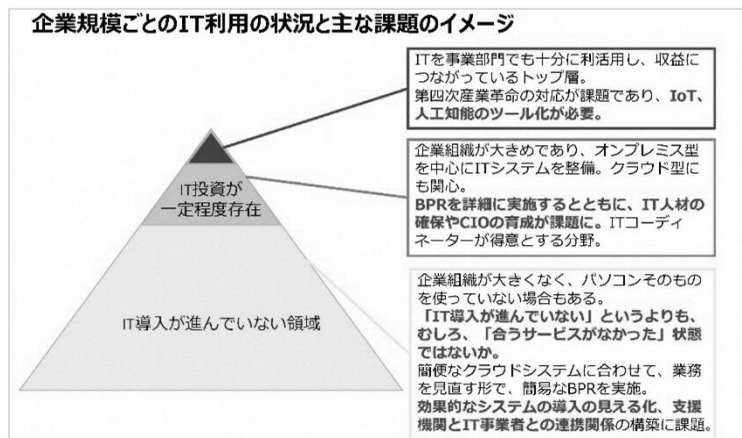 企業規模ごとのIT利用の状況と主な課題のイメージ
ITを事業部門でも十分に利活用し、収益に
つながっているトップ層。
第四次産業革命の対応が課題であり、IoT、
人工知能のツール化が必要。
IT投資が
一定程度存在
企業組織が大きめであり、オンプレミス型
を中心にITシステムを整備。クラウド型に
も関心。
BPRを詳細に実施するとともに、IT人材の
確保やCIOの育成が課題に。ITコーディ
ネーターが得意とする分野。
IT導入が進んでいない領域
企業組織が大きくなく、パソコンそのもの
を使っていない場合もある。
「IT導入が進んでいない」というよりも、
むしろ、「合うサービスがなかった」状態
ではないか。
簡便なクラウドシステムに合わせて、業務
を見直す形で、簡易なBPRを実施。
効果的なシステムの導入の見える化、支援
機関とIT事業者との連携関係の構築に課題。